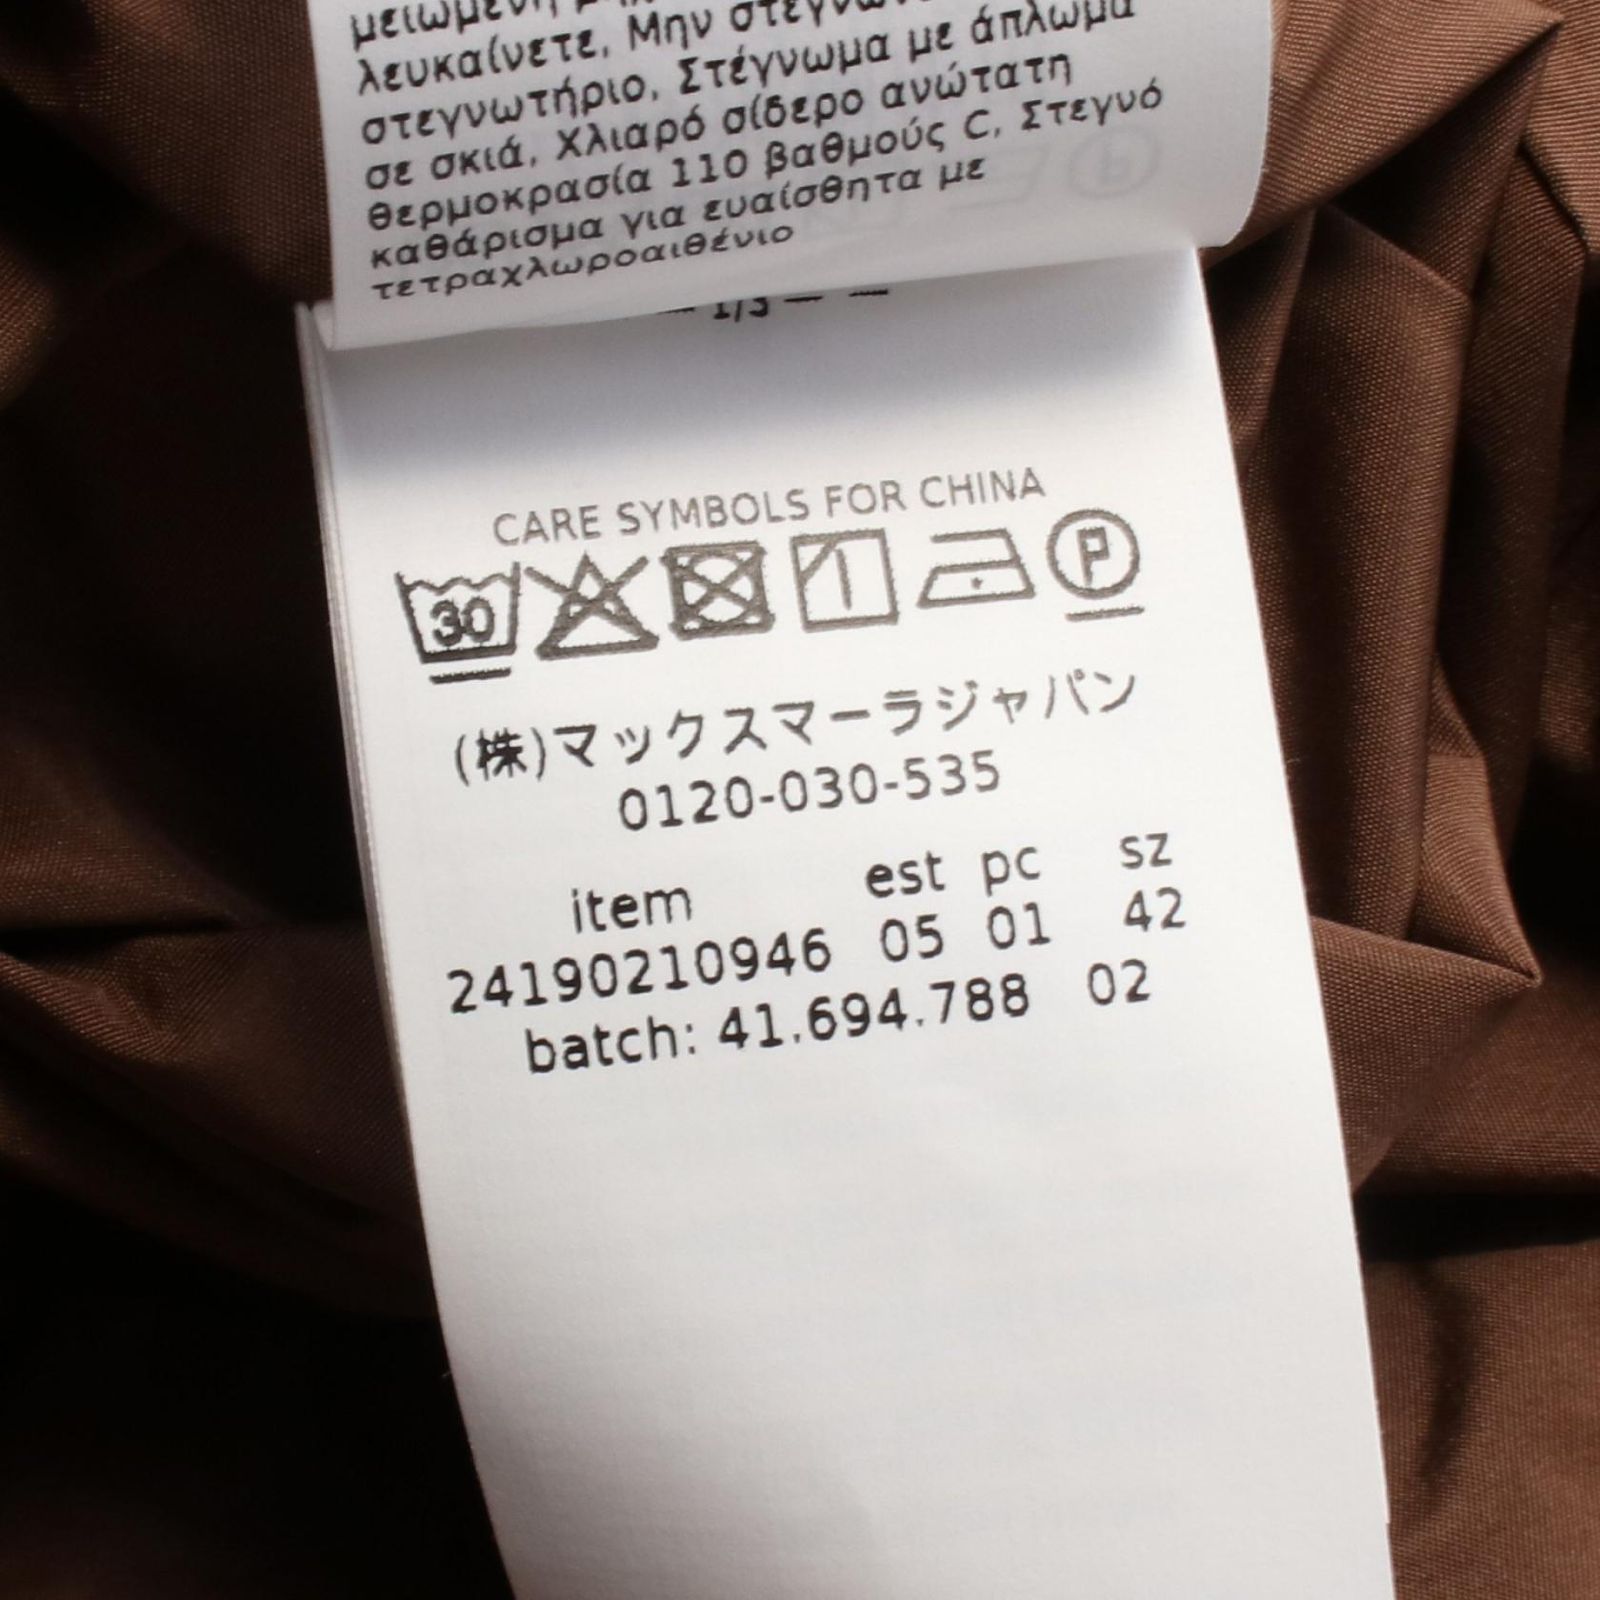 λευκαίνετε, Μην
στεγνωτήριο, Στέγνωμα με άπλωμα
σε σκιά, Χλιαρό σίδερο ανώτατη
θερμοκρασία 110 βαθμούς C, Στεγνό
καθάρισμα για ευαίσθητα με
τετραχλωροαιθένιο
CARE SYMBOLS FOR CHINA
30 P
(株)マックスマーラジャパン
0120-030-535
item est pc sz
24190210946 05 01 42
batch: 41.694.788 02